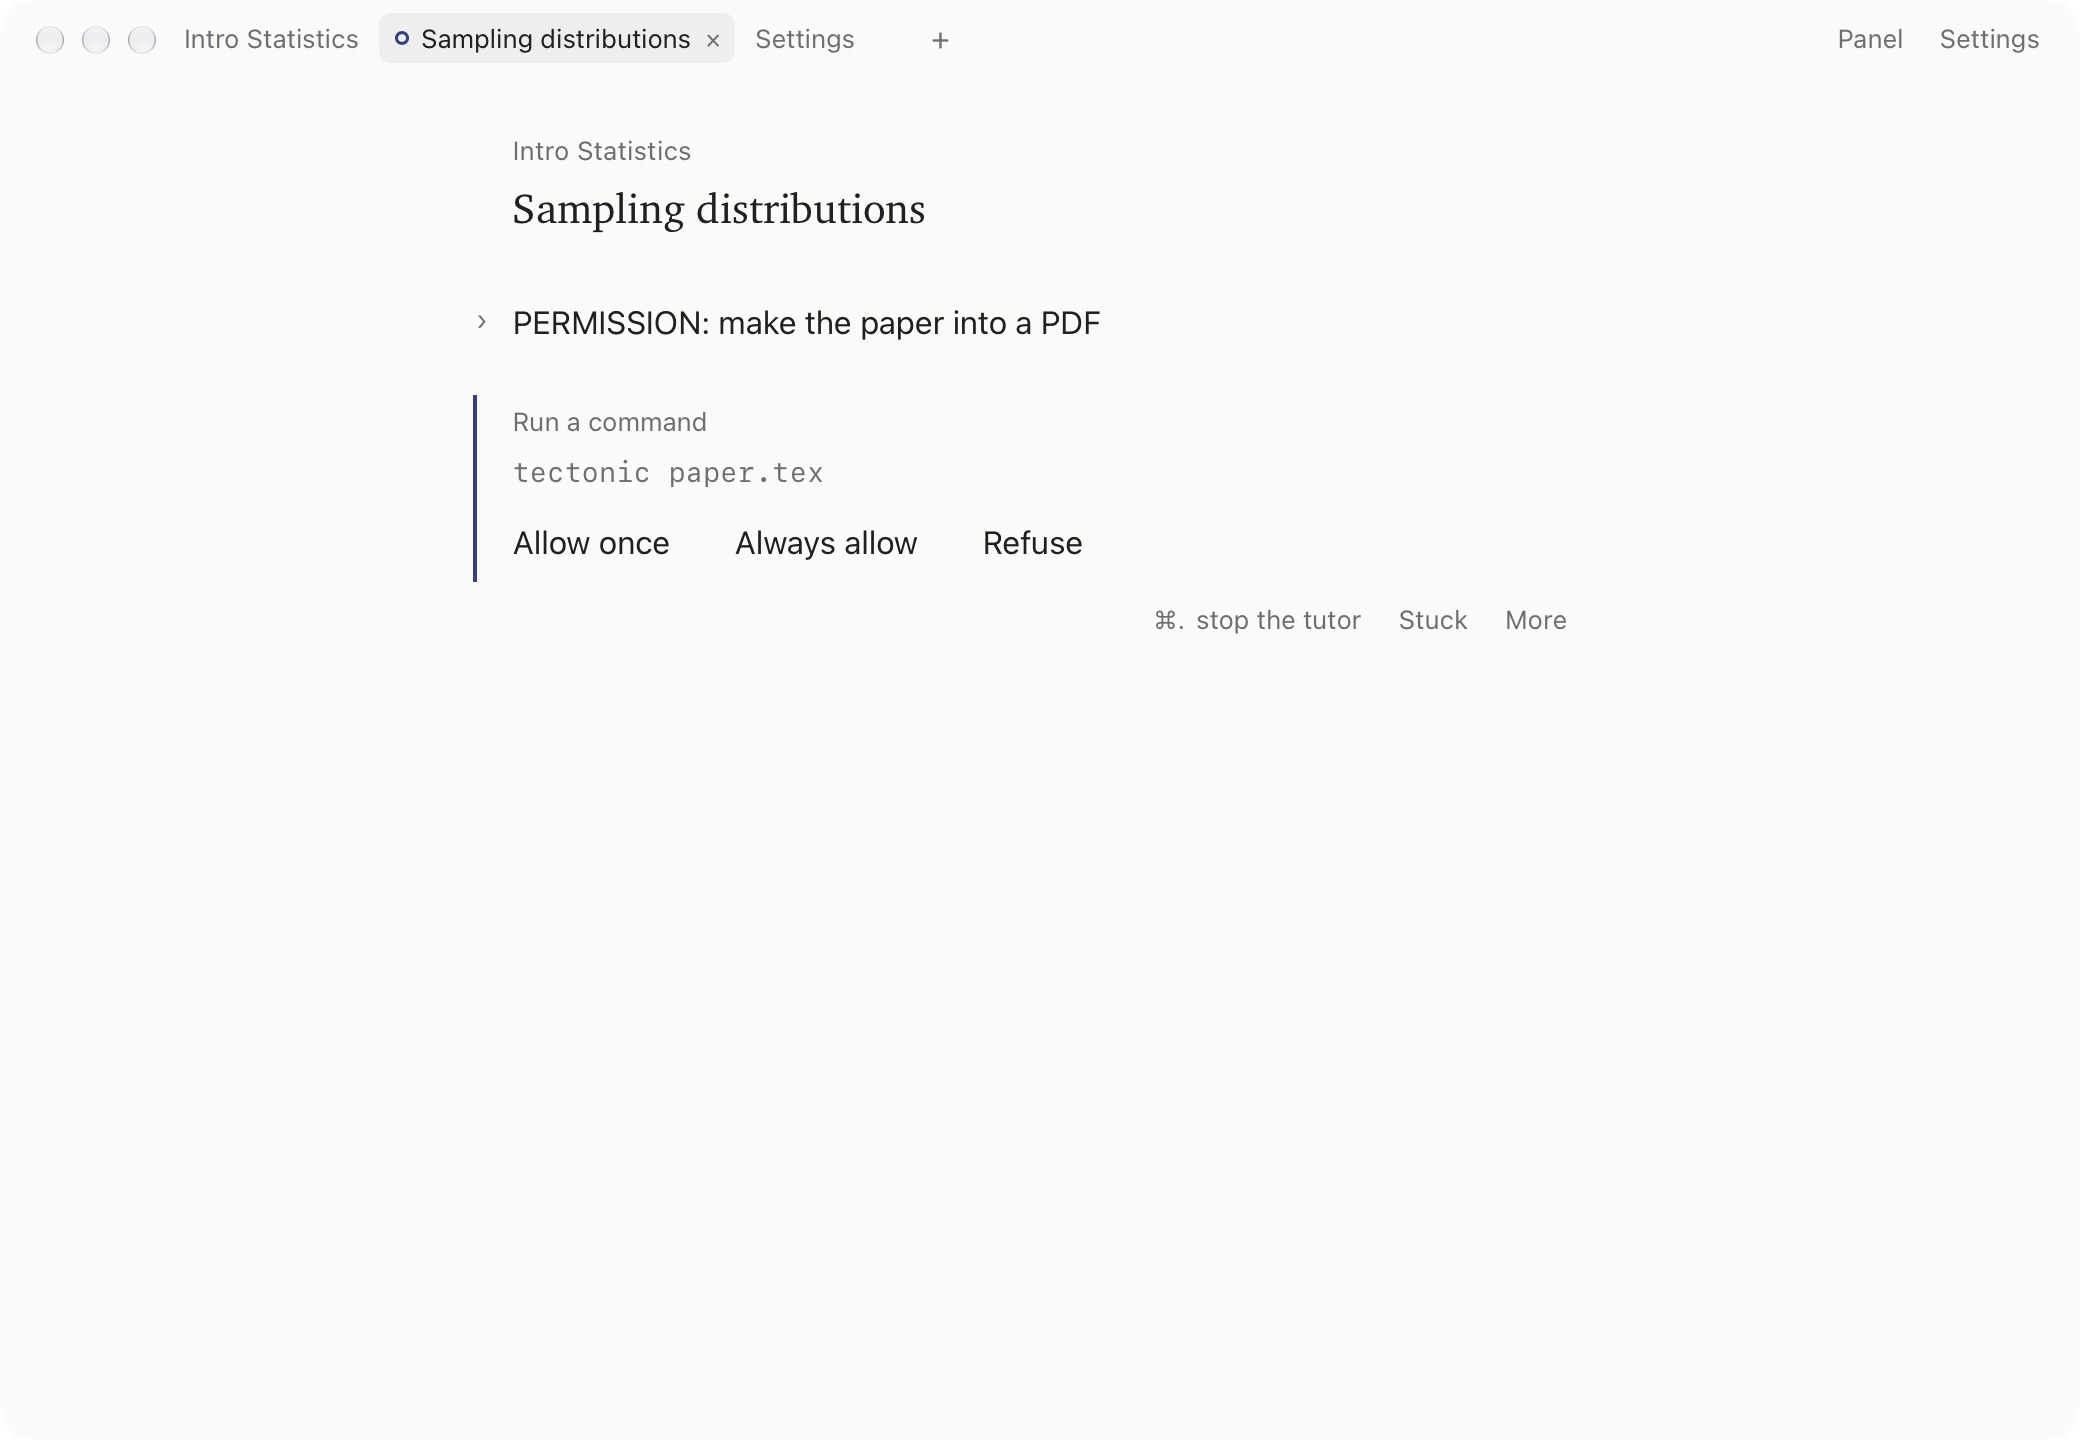 Intro Statistics Sampling distributions × Settings + Panel Settings
Intro Statistics
Sampling distributions
› PERMISSION: make the paper into a PDF
Run a command
tectonic paper.tex
Allow once Always allow Refuse
⌘. stop the tutor Stuck More